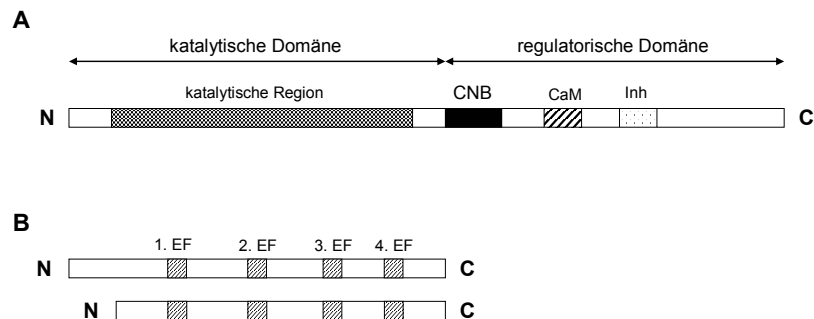 A
katalytische Domäne regulatorische Domäne
katalytische Region CNB CaM Inh
N C
B
1. EF 2. EF 3. EF 4. EF
N C
N C